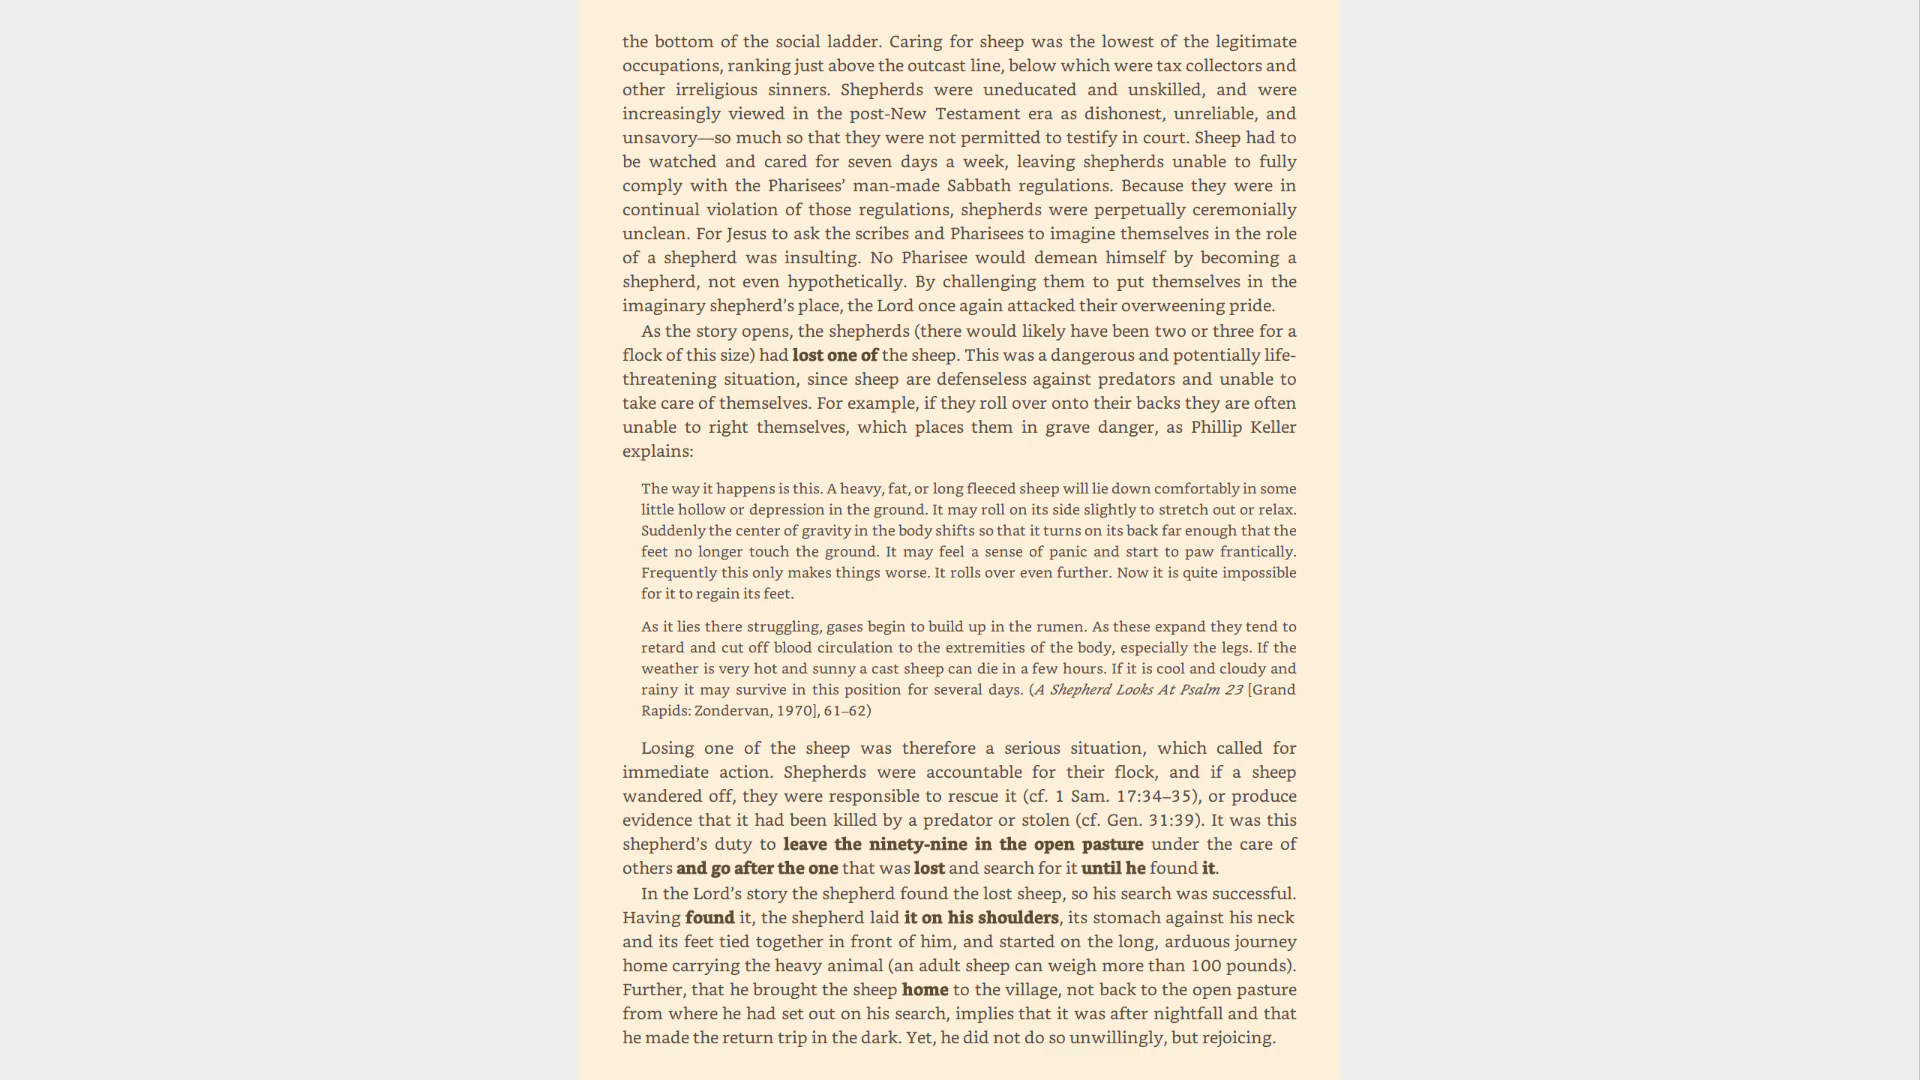 the bottom of the social ladder. Caring for sheep was the lowest of the legitimate
occupations, ranking just above the outcast line, below which were tax collectors and
other irreligious sinners. Shepherds were uneducated and unskilled, and were
increasingly viewed in the post-New Testament era as dishonest, unreliable, and
unsavory—so much so that they were not permitted to testify in court. Sheep had to
be watched and cared for seven days a week, leaving shepherds unable to fully
comply with the Pharisees’ man-made Sabbath regulations. Because they were in
continual violation of those regulations, shepherds were perpetually ceremonially
unclean. For Jesus to ask the scribes and Pharisees to imagine themselves in the role
of a shepherd was insulting. No Pharisee would demean himself by becoming a
shepherd, not even hypothetically. By challenging them to put themselves in the
imaginary shepherd’s place, the Lord once again attacked their overweening pride.
As the story opens, the shepherds (there would likely have been two or three for a
flock of this size) had lost one of the sheep. This was a dangerous and potentially life-
threatening situation, since sheep are defenseless against predators and unable to
take care of themselves. For example, if they roll over onto their backs they are often
unable to right themselves, which places them in grave danger, as Phillip Keller
explains:
The way it happens is this. A heavy, fat, or long fleeced sheep will lie down comfortably in some
little hollow or depression in the ground. It may roll on its side slightly to stretch out or relax.
Suddenly the center of gravity in the body shifts so that it turns on its back far enough that the
feet no longer touch the ground. It may feel a sense of panic and start to paw frantically.
Frequently this only makes things worse. It rolls over even further. Now it is quite impossible
for it to regain its feet.
As it lies there struggling, gases begin to build up in the rumen. As these expand they tend to
retard and cut off blood circulation to the extremities of the body, especially the legs. If the
weather is very hot and sunny a cast sheep can die in a few hours. If it is cool and cloudy and
rainy it may survive in this position for several days. (A Shepherd Looks At Psalm 23 [Grand
Rapids: Zondervan, 1970], 61–62)
Losing one of the sheep was therefore a serious situation, which called for
immediate action. Shepherds were accountable for their flock, and if a sheep
wandered off, they were responsible to rescue it (cf. 1 Sam. 17:34–35), or produce
evidence that it had been killed by a predator or stolen (cf. Gen. 31:39). It was this
shepherd’s duty to leave the ninety-nine in the open pasture under the care of
others and go after the one that was lost and search for it until he found it.
In the Lord’s story the shepherd found the lost sheep, so his search was successful.
Having found it, the shepherd laid it on his shoulders, its stomach against his neck
and its feet tied together in front of him, and started on the long, arduous journey
home carrying the heavy animal (an adult sheep can weigh more than 100 pounds).
Further, that he brought the sheep home to the village, not back to the open pasture
from where he had set out on his search, implies that it was after nightfall and that
he made the return trip in the dark. Yet, he did not do so unwillingly, but rejoicing.